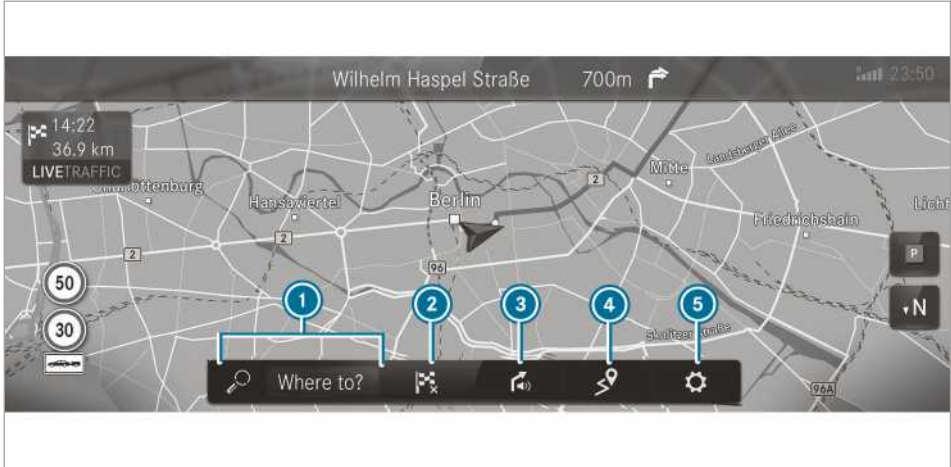 Wilhelm Haspel Straße 700m
23:50
14:22
36.9 km
LIVETRAFFIC
Mitte
Landsberger Allee
2
Hansaviertel
Berlin
Friedrichshain
2
2
P
96
50
N
30
1 2 3 4 5
Where to?
96A